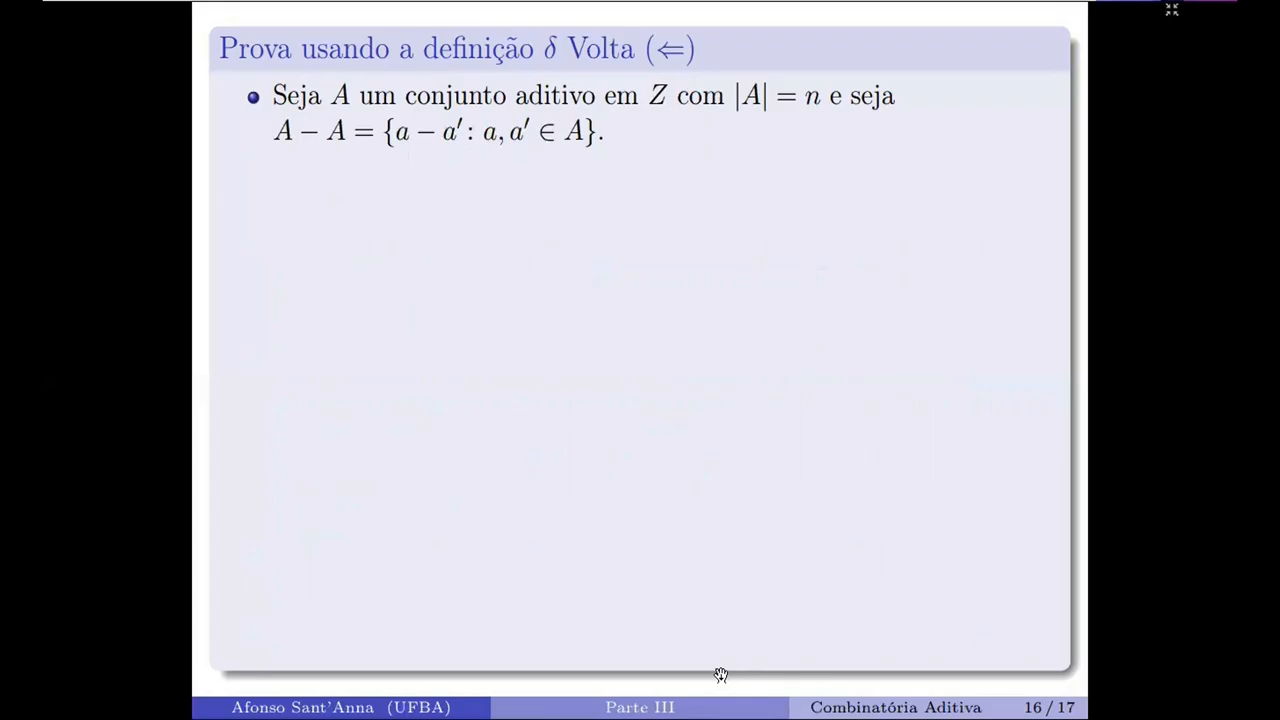 Prova usando a definição δ Volta (⇐)
Seja A um conjunto aditivo em Z com |A| = n e seja
A − A = {a − a′ : a, a′ ∈ A}.
Afonso Sant'Anna (UFBA) Parte III Combinatória Aditiva 16 / 17